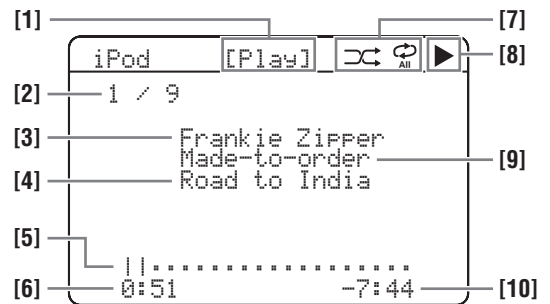 [1] [7]
iPod [Play] All [8]
[2] 1 / 9
[3] Frankie Zipper
Made-to-order [9]
[4] Road to India
[5]
[6] 0:51 -7:44 [10]